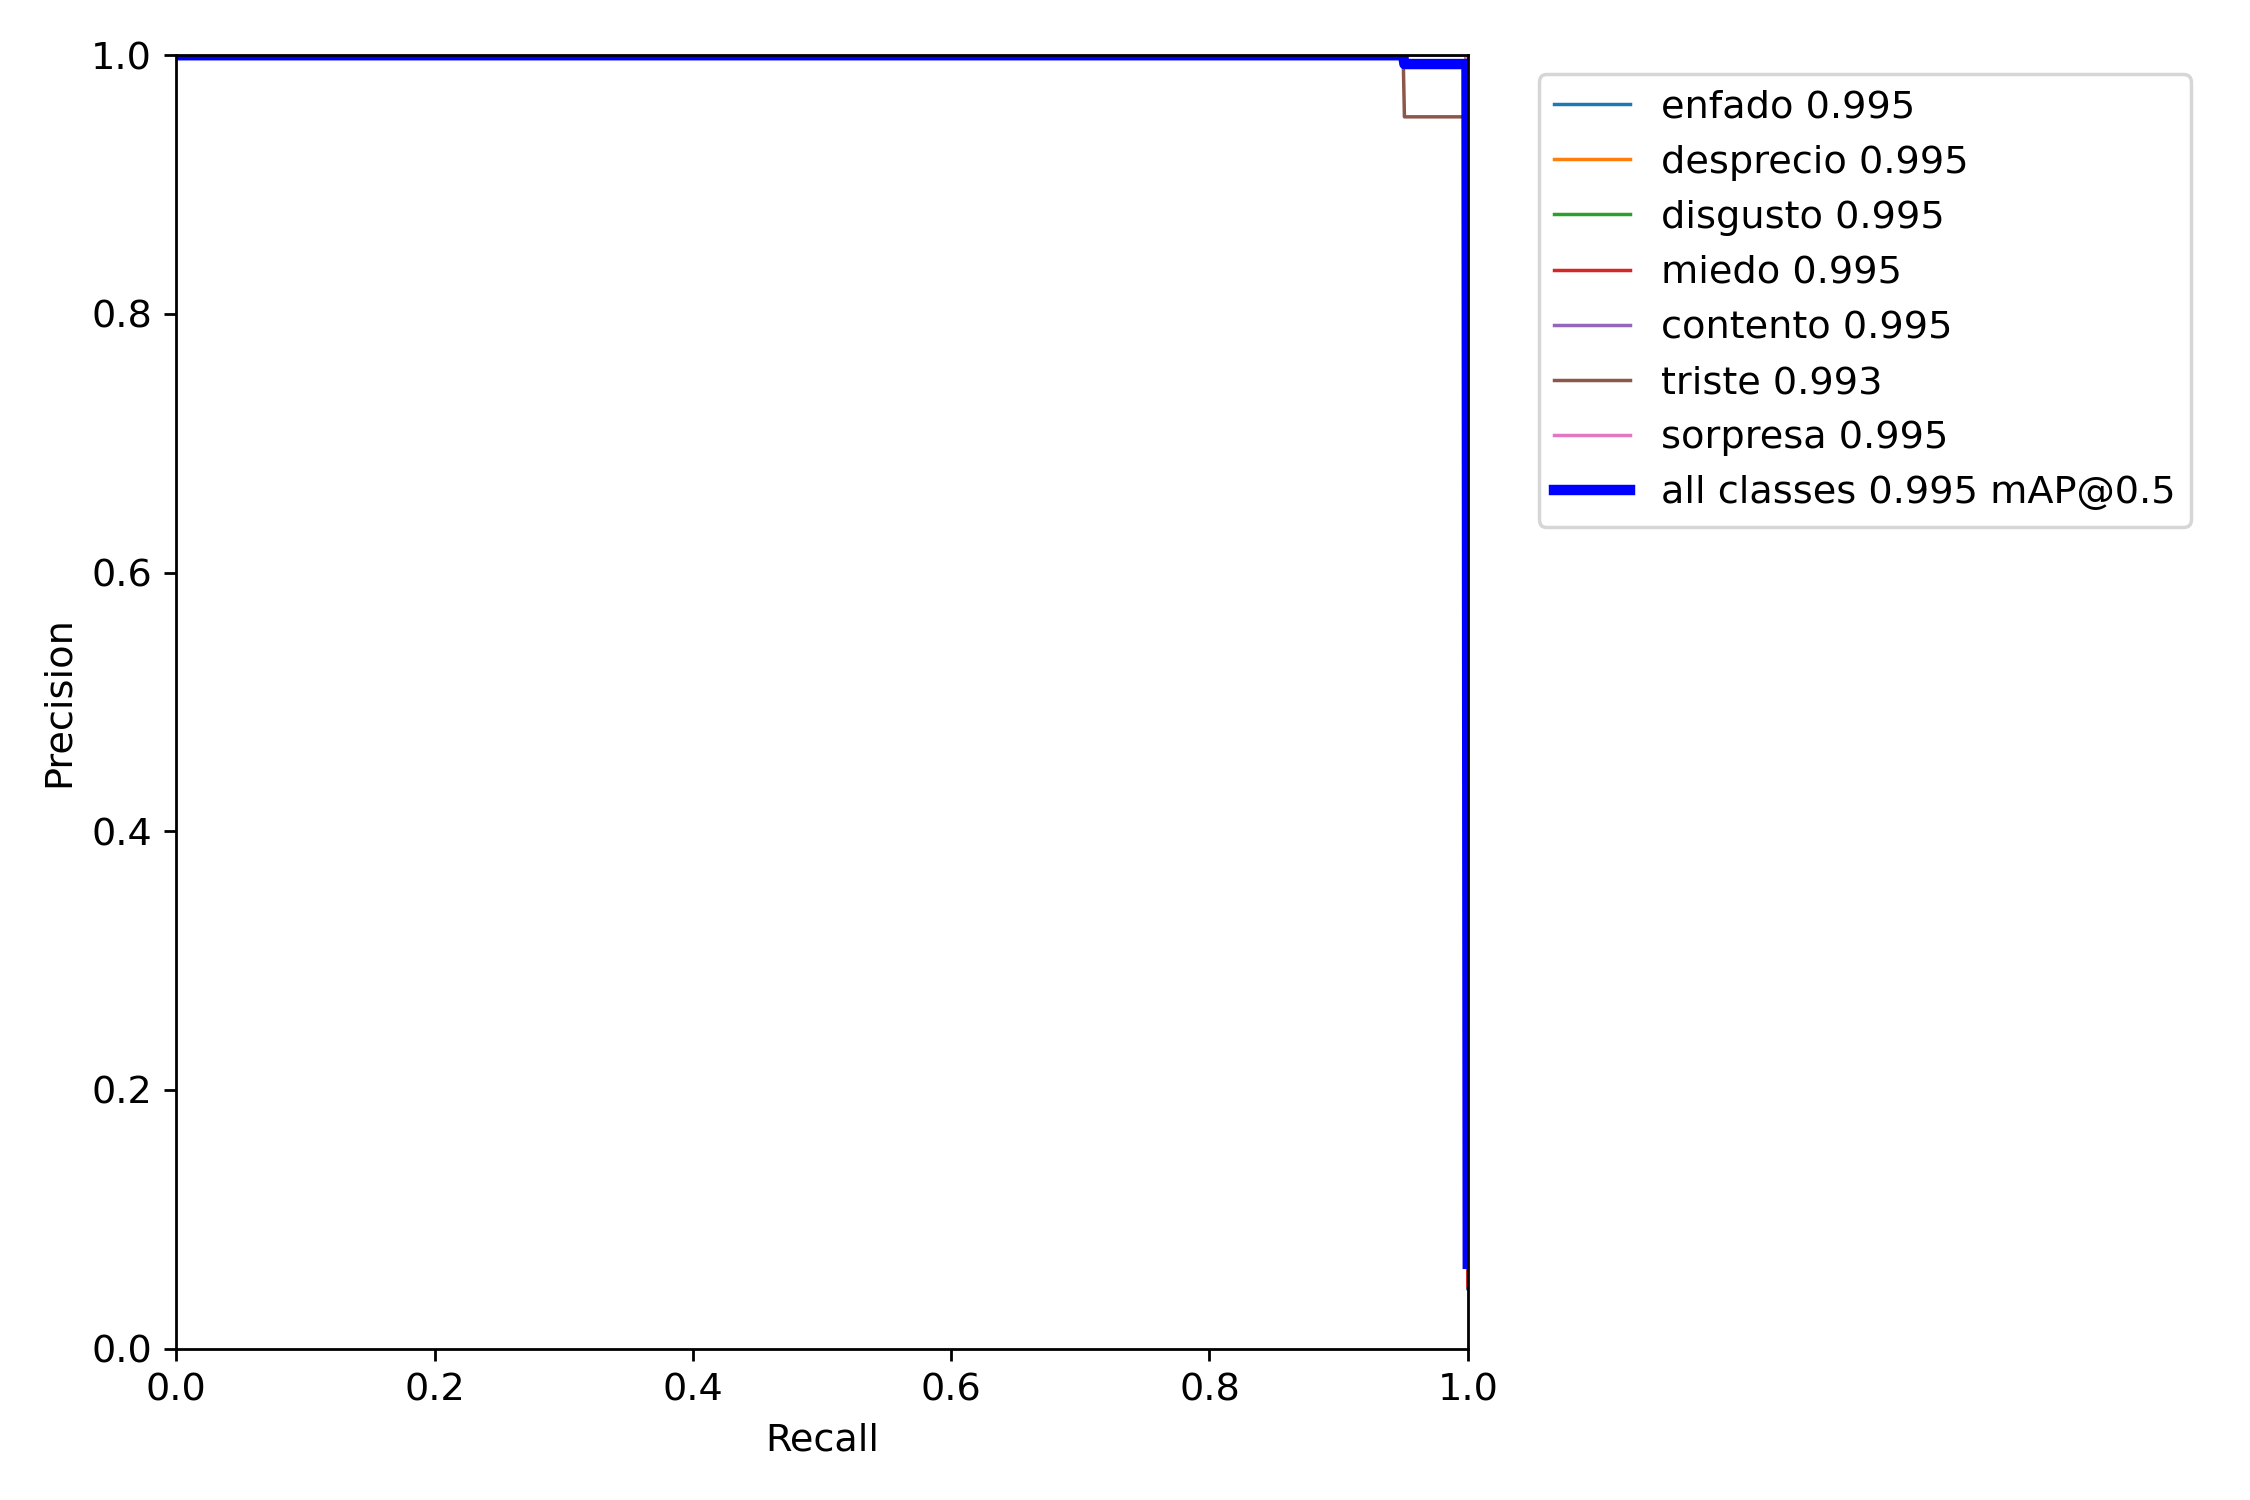 1.0
0.8
0.6
0.4
0.2
0.0
Precision
0.0 0.2 0.4 0.6 0.8 1.0
Recall
enfado 0.995
desprecio 0.995
disgusto 0.995
miedo 0.995
contento 0.995
triste 0.993
sorpresa 0.995
all classes 0.995 mAP@0.5